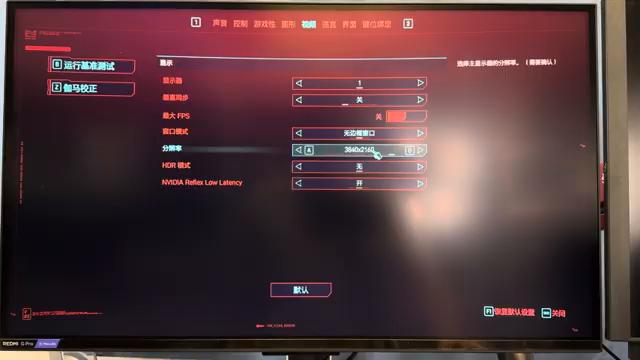 1 声音 控制 游戏性 图形 视频 语言 界面 键位绑定 3
B 运行基准测试
Z 伽马校正
显示
选择主显示器的分辨率。（需要确认）
显示器 1
垂直同步 关
最大 FPS 关
窗口模式 无边框窗口
分辨率 A 3840x2160 D
HDR 模式 无
NVIDIA Reflex Low Latency 开
默认
F1 恢复默认设置 关闭
REDMI G Pro